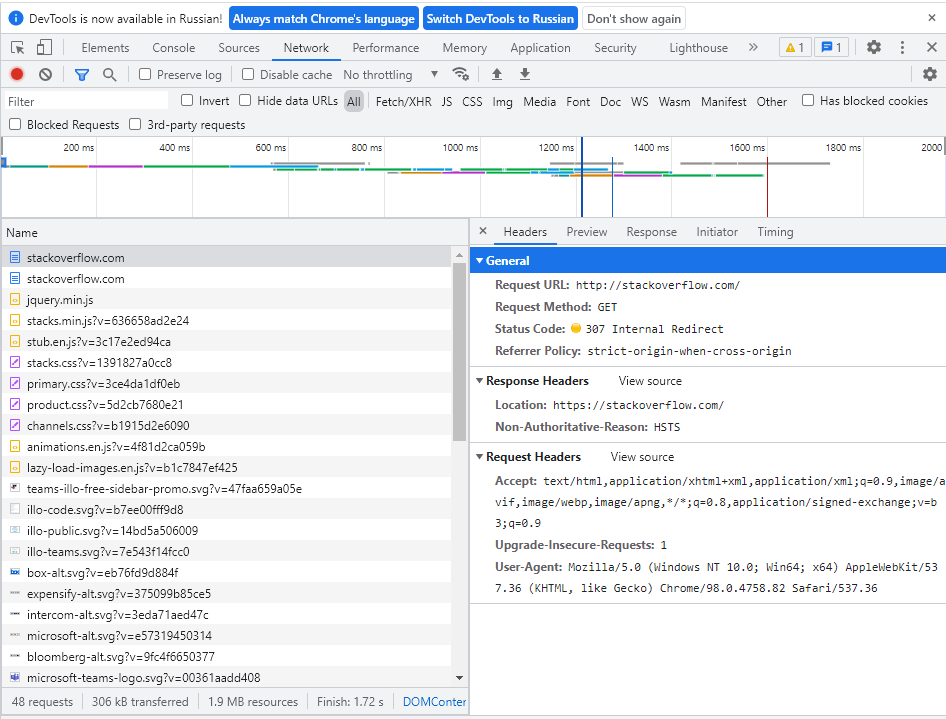 DevTools is now available in Russian! Always match Chrome's language Switch DevTools to Russian Don't show again
Elements Console Sources Network Performance Memory Application Security Lighthouse » 1 1
Preserve log Disable cache No throttling
Filter Invert Hide data URLs All Fetch/XHR JS CSS Img Media Font Doc WS Wasm Manifest Other Has blocked cookies
Blocked Requests 3rd-party requests
200 ms 400 ms 600 ms 800 ms 1000 ms 1200 ms 1400 ms 1600 ms 1800 ms 2000
Name
stackoverflow.com
stackoverflow.com
jquery.min.js
stacks.min.js?v=636658ad2e24
stub.en.js?v=3c17e2ed94ca
stacks.css?v=1391827a0cc8
primary.css?v=3ce4da1df0eb
product.css?v=5d2cb7680e21
channels.css?v=b1915d2e6090
animations.en.js?v=4f81d2ca059b
lazy-load-images.en.js?v=b1c7847ef425
teams-illo-free-sidebar-promo.svg?v=47faa659a05e
illo-code.svg?v=b7ee00fff9d8
illo-public.svg?v=14bd5a506009
illo-teams.svg?v=7e543f14fcc0
box-alt.svg?v=eb76fd9d884f
expensify-alt.svg?v=375099b85ce5
intercom-alt.svg?v=3eda71aed47c
microsoft-alt.svg?v=e57319450314
bloomberg-alt.svg?v=9fc4f6650377
microsoft-teams-logo.svg?v=00361aadd408
48 requests 306 kB transferred 1.9 MB resources Finish: 1.72 s DOMConter
Headers Preview Response Initiator Timing
General
Request URL: http://stackoverflow.com/
Request Method: GET
Status Code: 307 Internal Redirect
Referrer Policy: strict-origin-when-cross-origin
Response Headers View source
Location: https://stackoverflow.com/
Non-Authoritative-Reason: HSTS
Request Headers View source
Accept: text/html,application/xhtml+xml,application/xml;q=0.9,image/a
vif,image/webp,image/apng,*/*;q=0.8,application/signed-exchange;v=b
3;q=0.9
Upgrade-Insecure-Requests: 1
User-Agent: Mozilla/5.0 (Windows NT 10.0; Win64; x64) AppleWebKit/53
7.36 (KHTML, like Gecko) Chrome/98.0.4758.82 Safari/537.36